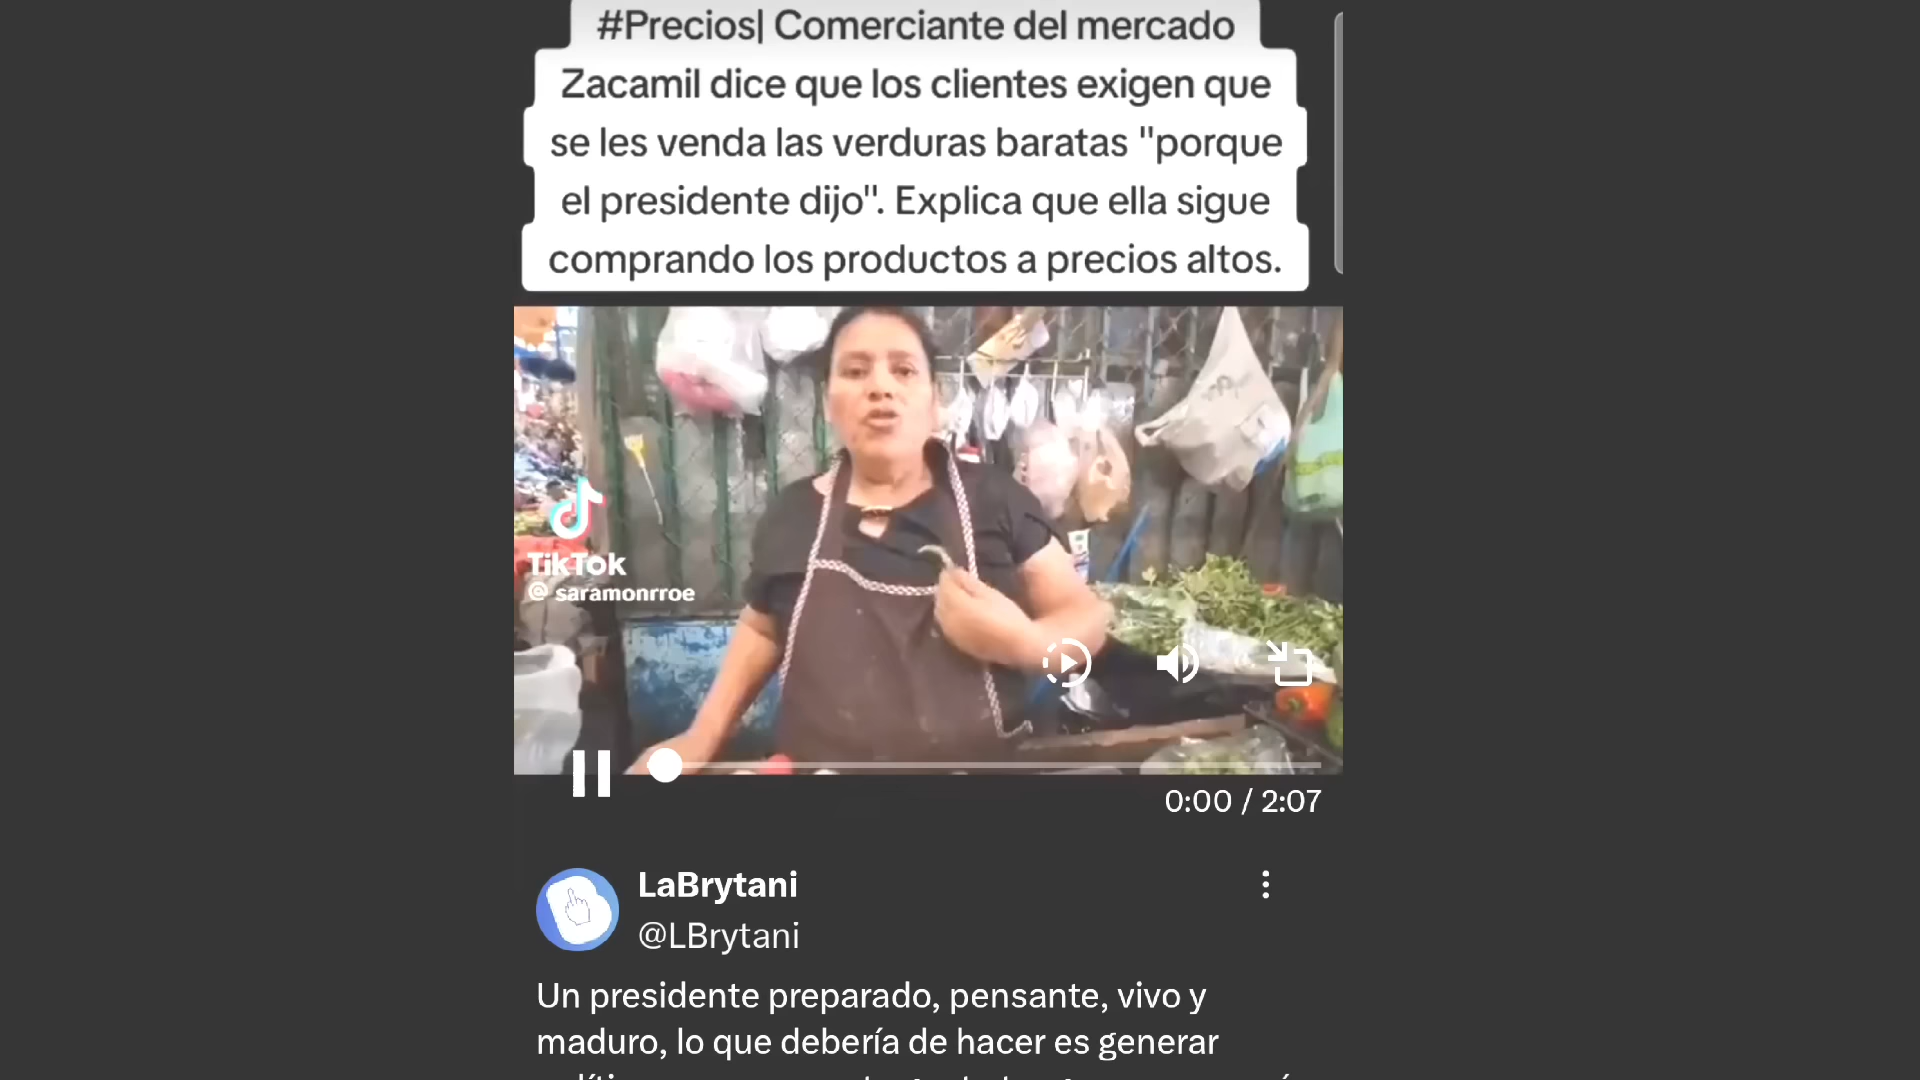 #Precios| Comerciante del mercado
Zacamil dice que los clientes exigen que
se les venda las verduras baratas "porque
el presidente dijo". Explica que ella sigue
comprando los productos a precios altos.
TikTok
@ saramonrroe
0:00 / 2:07
LaBrytani
@LBrytani
Un presidente preparado, pensante, vivo y
maduro, lo que debería de hacer es generar